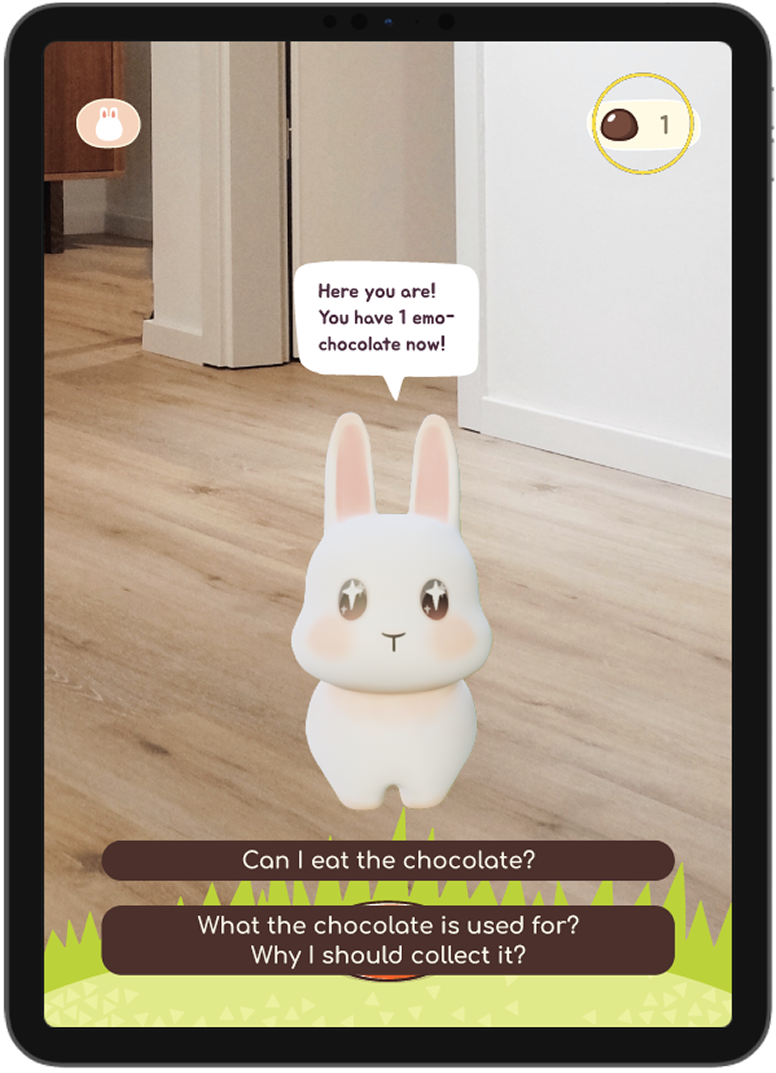 1
Here you are!
You have 1 emo-
chocolate now!
Can I eat the chocolate?
What the chocolate is used for?
Why I should collect it?